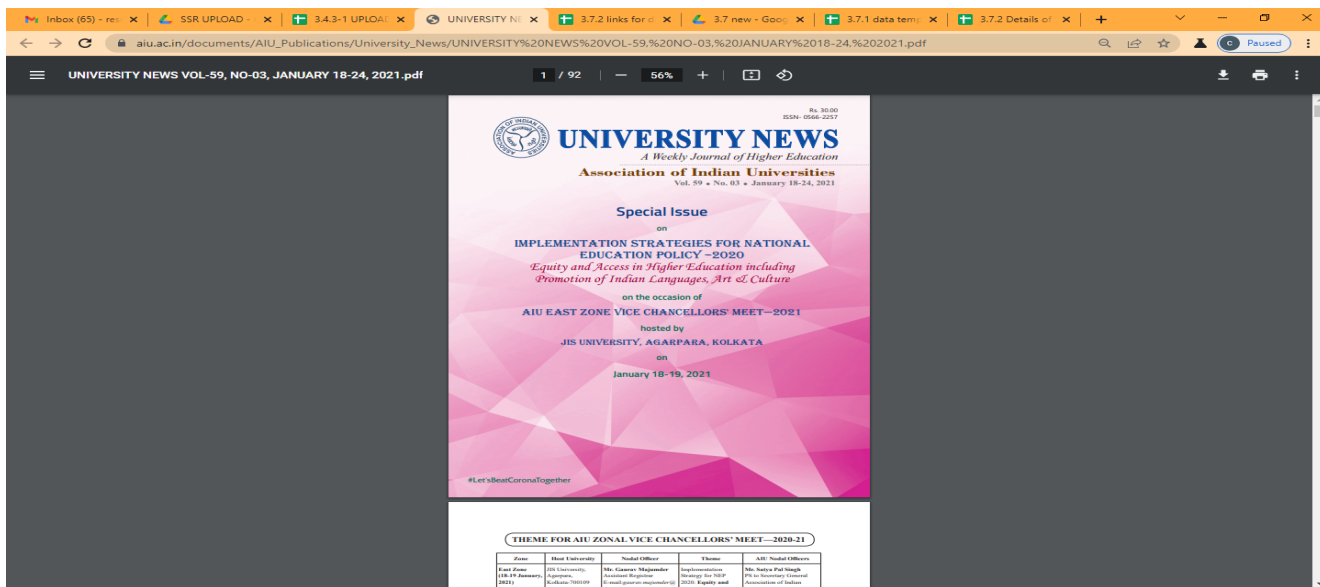 Inbox (65) - res
SSR UPLOAD -
3.4.3-1 UPLOAD
UNIVERSITY NE
3.7.2 links for d
3.7 new - Goog
3.7.1 data temp
3.7.2 Details of
aiu.ac.in/documents/AIU_Publications/University_News/UNIVERSITY%20NEWS%20VOL-59,%20NO-03,%20JANUARY%2018-24,%202021.pdf
C Paused
UNIVERSITY NEWS VOL-59, NO-03, JANUARY 18-24, 2021.pdf
1 / 92
56%
Rs. 30.00
ISSN- 0566-2257
UNIVERSITY NEWS
A Weekly Journal of Higher Education
Association of Indian Universities
Vol. 59 • No. 03 • January 18-24, 2021
Special Issue
on
IMPLEMENTATION STRATEGIES FOR NATIONAL
EDUCATION POLICY –2020
Equity and Access in Higher Education including
Promotion of Indian Languages, Art & Culture
on the occasion of
AIU EAST ZONE VICE CHANCELLORS' MEET—2021
hosted by
JIS UNIVERSITY, AGARPARA, KOLKATA
on
January 18-19, 2021
#Let'sBeatCoronaTogether
THEME FOR AIU ZONAL VICE CHANCELLORS' MEET—2020-21
Zone Host University Nodal Officer Theme AIU Nodal Officers
East Zone JIS University, Mr. Gaurav Majumder Implementation Mr. Satya Pal Singh
(18-19 January, Agarpara, Assistant Registrar Strategy for NEP PS to Secretary General
2021) Kolkata-700109 E-mail:gaurav.majumder@ 2020: Equity and Association of Indian